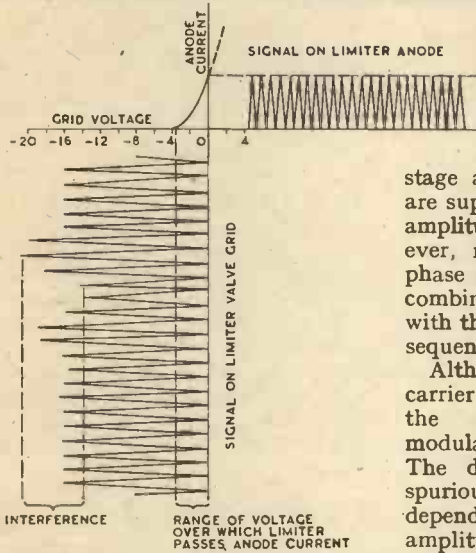 ANODE
CURRENT
SIGNAL ON LIMITER ANODE
GRID VOLTAGE
-20 -16 -12 -8 -4 0 4
SIGNAL ON LIMITER VALVE GRID
INTERFERENCE
RANGE OF VOLTAGE
OVER WHICH LIMITER
PASSES ANODE CURRENT
stage a
are sup
amplitu
ever, r
phase
combin
with th
sequen
Alth
carrier
the
modula
The d
spuriou
depend
amplit